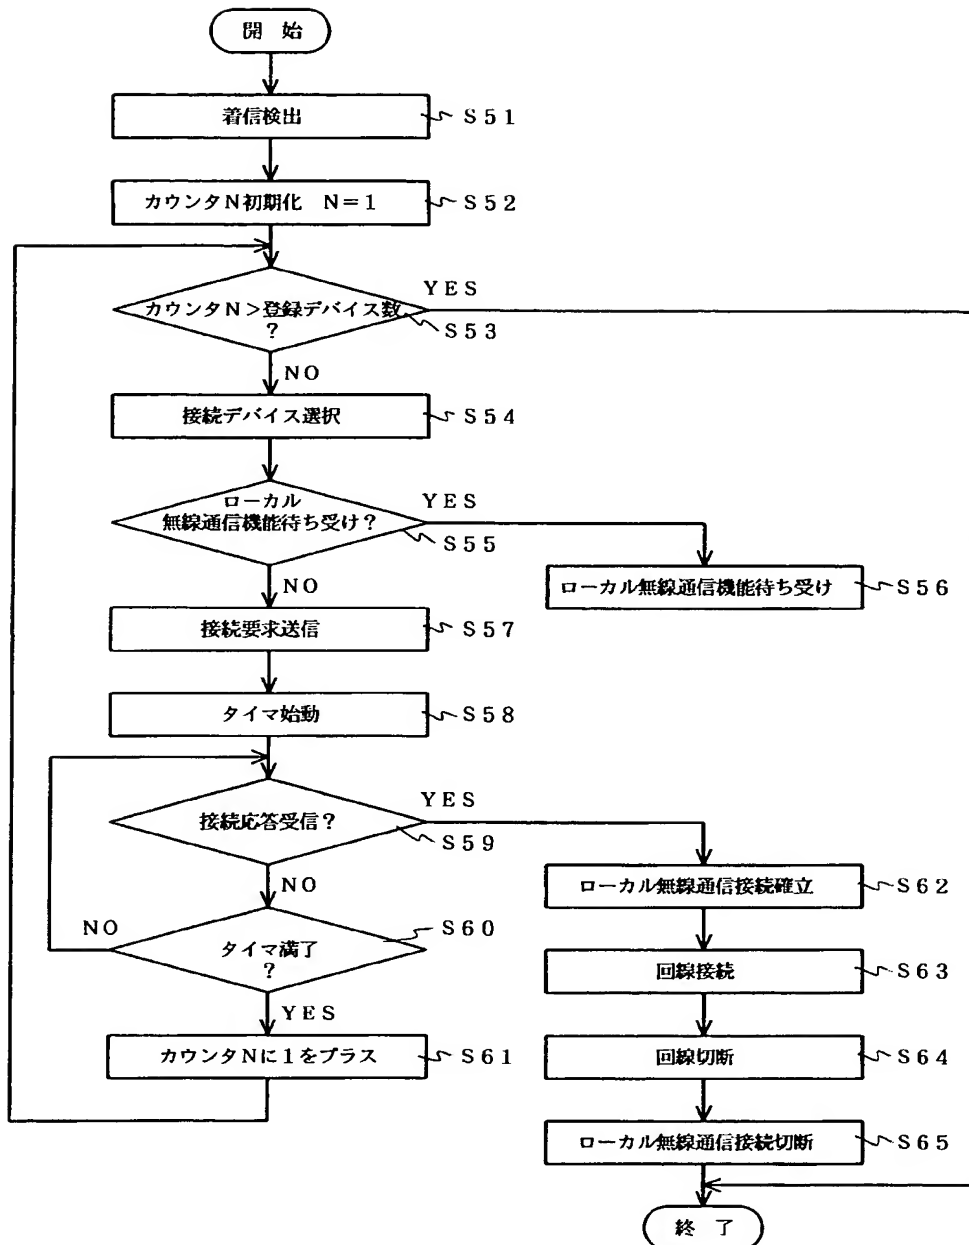 開 始
着信検出
S51
カウンタN初期化 N=1
S52
カウンタN>登録デバイス数
?
YES
S53
NO
接続デバイス選択
S54
ローカル
無線通信機能待ち受け?
YES
S55
ローカル無線通信機能待ち受け
S56
NO
接続要求送信
S57
タイマ始動
S58
接続応答受信?
YES
S59
NO
ローカル無線通信接続確立
S62
タイマ満了
?
NO
S60
回線接続
S63
YES
カウンタNに1をプラス
S61
回線切断
S64
ローカル無線通信接続切断
S65
終 了